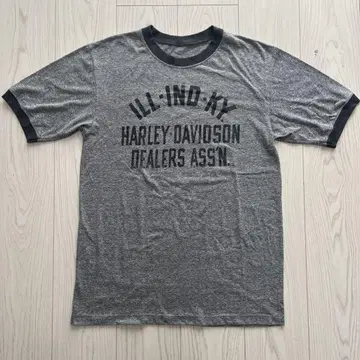 ILL·IND·KY
HARLEY-DAVIDSON
DEALERS ASS'N.